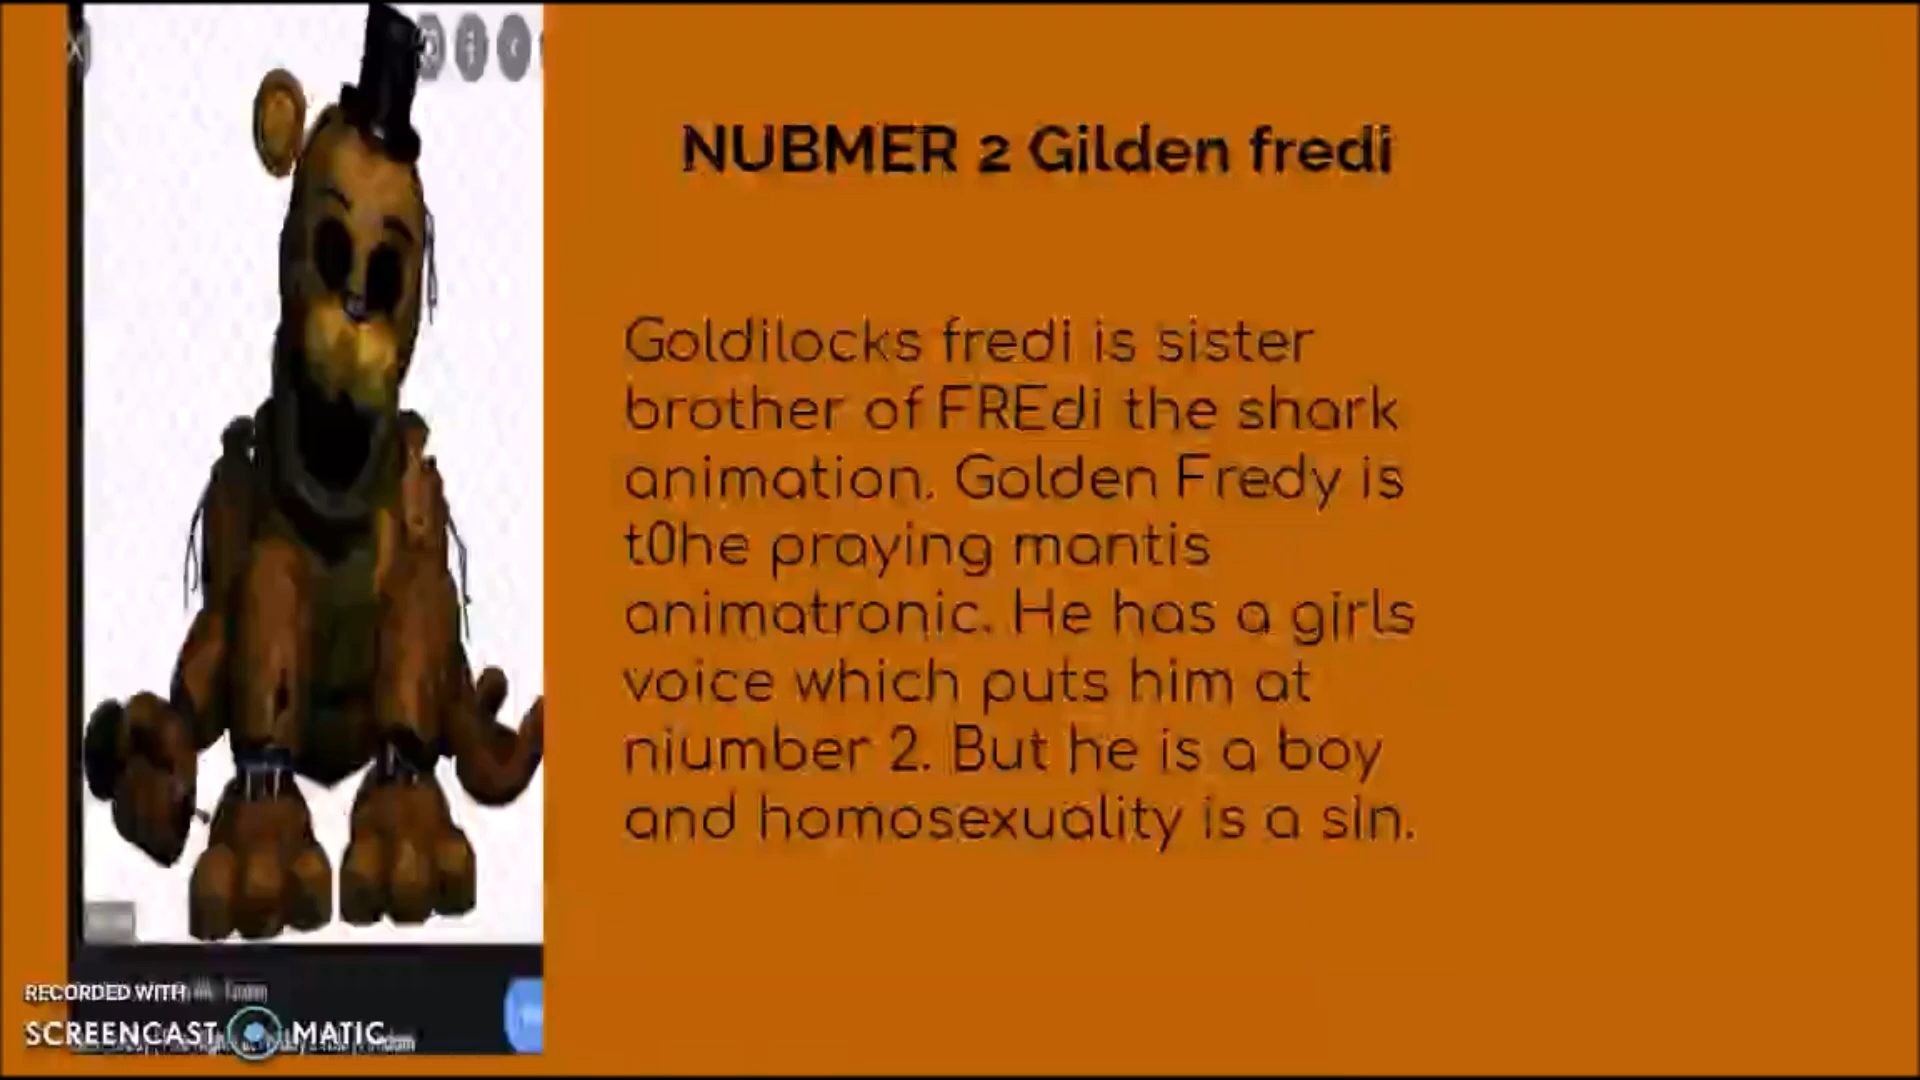 NUBMER 2 Gilden fredi
Goldilocks fredi is sister
brother of FREdi the shark
animation. Golden Fredy is
t0he praying mantis
animatronic. He has a girls
voice which puts him at
niumber 2. But he is a boy
and homosexuality is a sin.
RECORDED WITH
SCREENCAST MATIC